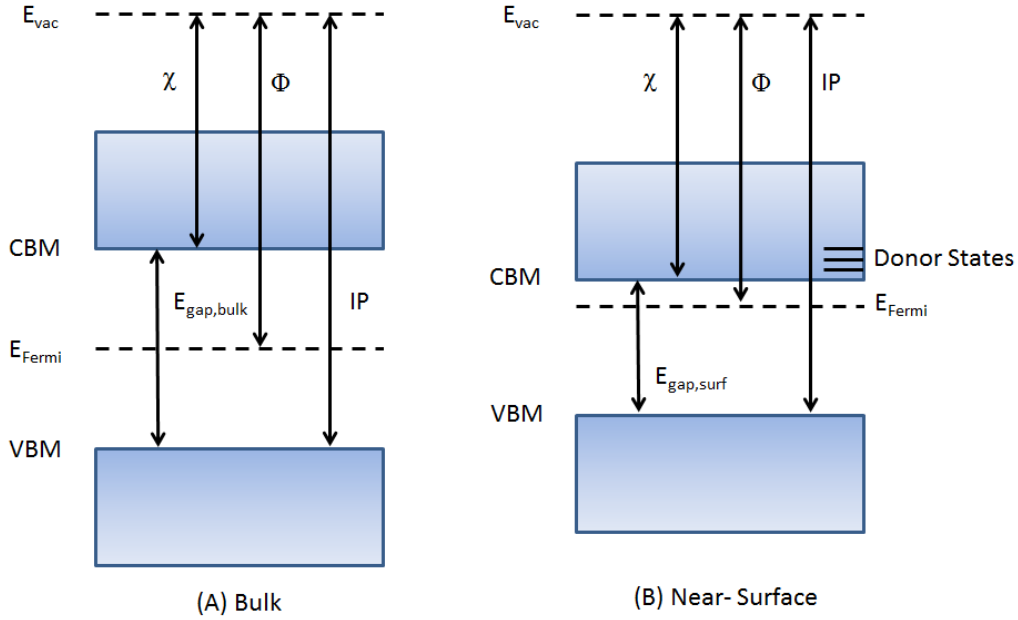 E_vac
χ
Φ
CBM
E_gap,bulk
IP
E_Fermi
VBM
(A) Bulk
E_vac
χ
Φ
IP
Donor States
CBM
E_Fermi
E_gap,surf
VBM
(B) Near- Surface